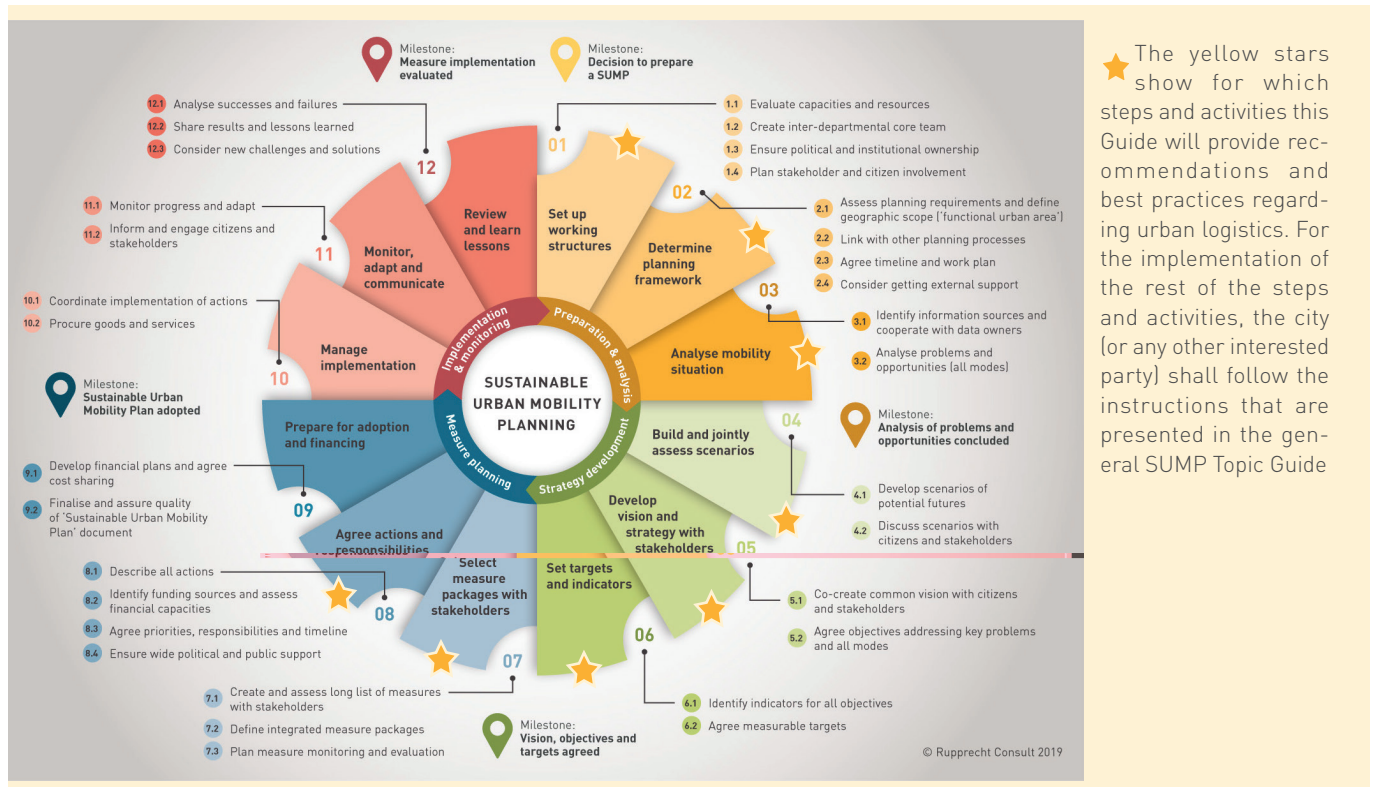 Milestone:
Measure implementation
evaluated
Milestone:
Decision to prepare
a SUMP
12.1 Analyse successes and failures
12.2 Share results and lessons learned
12.3 Consider new challenges and solutions
11.1 Monitor progress and adapt
11.2 Inform and engage citizens and
stakeholders
10.1 Coordinate implementation of actions
10.2 Procure goods and services
Milestone:
Sustainable Urban
Mobility Plan adopted
9.1 Develop financial plans and agree
cost sharing
9.2 Finalise and assure quality
of ‘Sustainable Urban Mobility
Plan’ document
8.1 Describe all actions
8.2 Identify funding sources and assess
financial capacities
8.3 Agree priorities, responsibilities and timeline
8.4 Ensure wide political and public support
7.1 Create and assess long list of measures
with stakeholders
7.2 Define integrated measure packages
7.3 Plan measure monitoring and evaluation
Milestone:
Vision, objectives and
targets agreed
01
Set up
working
structures
02
Determine
planning
framework
03
Analyse mobility
situation
04
Build and jointly
assess scenarios
05
Develop
vision and
strategy with
stakeholders
06
Set targets
and indicators
07
Select
measure
packages with
stakeholders
08
Agree actions and
responsibilities
09
Prepare for adoption
and financing
10
Manage
implementation
11
Monitor,
adapt and
communicate
12
Review
and learn
lessons
Preparation & analysis
Strategy development
Measure planning
Implementation
& monitoring
SUSTAINABLE
URBAN MOBILITY
PLANNING
1.1 Evaluate capacities and resources
1.2 Create inter-departmental core team
1.3 Ensure political and institutional ownership
1.4 Plan stakeholder and citizen involvement
2.1 Assess planning requirements and define
geographic scope (‘functional urban area’)
2.2 Link with other planning processes
2.3 Agree timeline and work plan
2.4 Consider getting external support
3.1 Identify information sources and
cooperate with data owners
3.2 Analyse problems and
opportunities (all modes)
Milestone:
Analysis of problems and
opportunities concluded
4.1 Develop scenarios of
potential futures
4.2 Discuss scenarios with
citizens and stakeholders
5.1 Co-create common vision with citizens
and stakeholders
5.2 Agree objectives addressing key problems
and all modes
6.1 Identify indicators for all objectives
6.2 Agree measurable targets
© Rupprecht Consult 2019
The yellow stars
show for which
steps and activities this
Guide will provide rec-
ommendations and
best practices regard-
ing urban logistics. For
the implementation of
the rest of the steps
and activities, the city
(or any other interested
party) shall follow the
instructions that are
presented in the gen-
eral SUMP Topic Guide